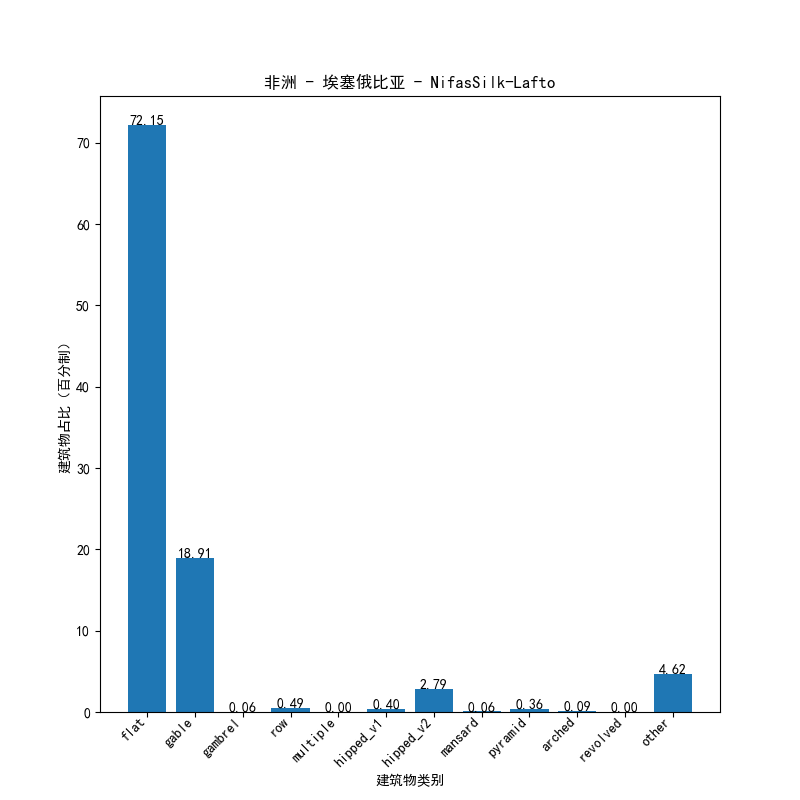 非洲 - 埃塞俄比亚 - NifasSilk-Lafto
建筑物占比（百分制）
70
60
50
40
30
20
10
0
72.15
18.91
0.06
0.49
0.00
0.40
2.79
0.06
0.36
0.09
0.00
4.62
flat
gable
gambrel
row
multiple
hipped_v1
hipped_v2
mansard
pyramid
arched
revolved
other
建筑物类别